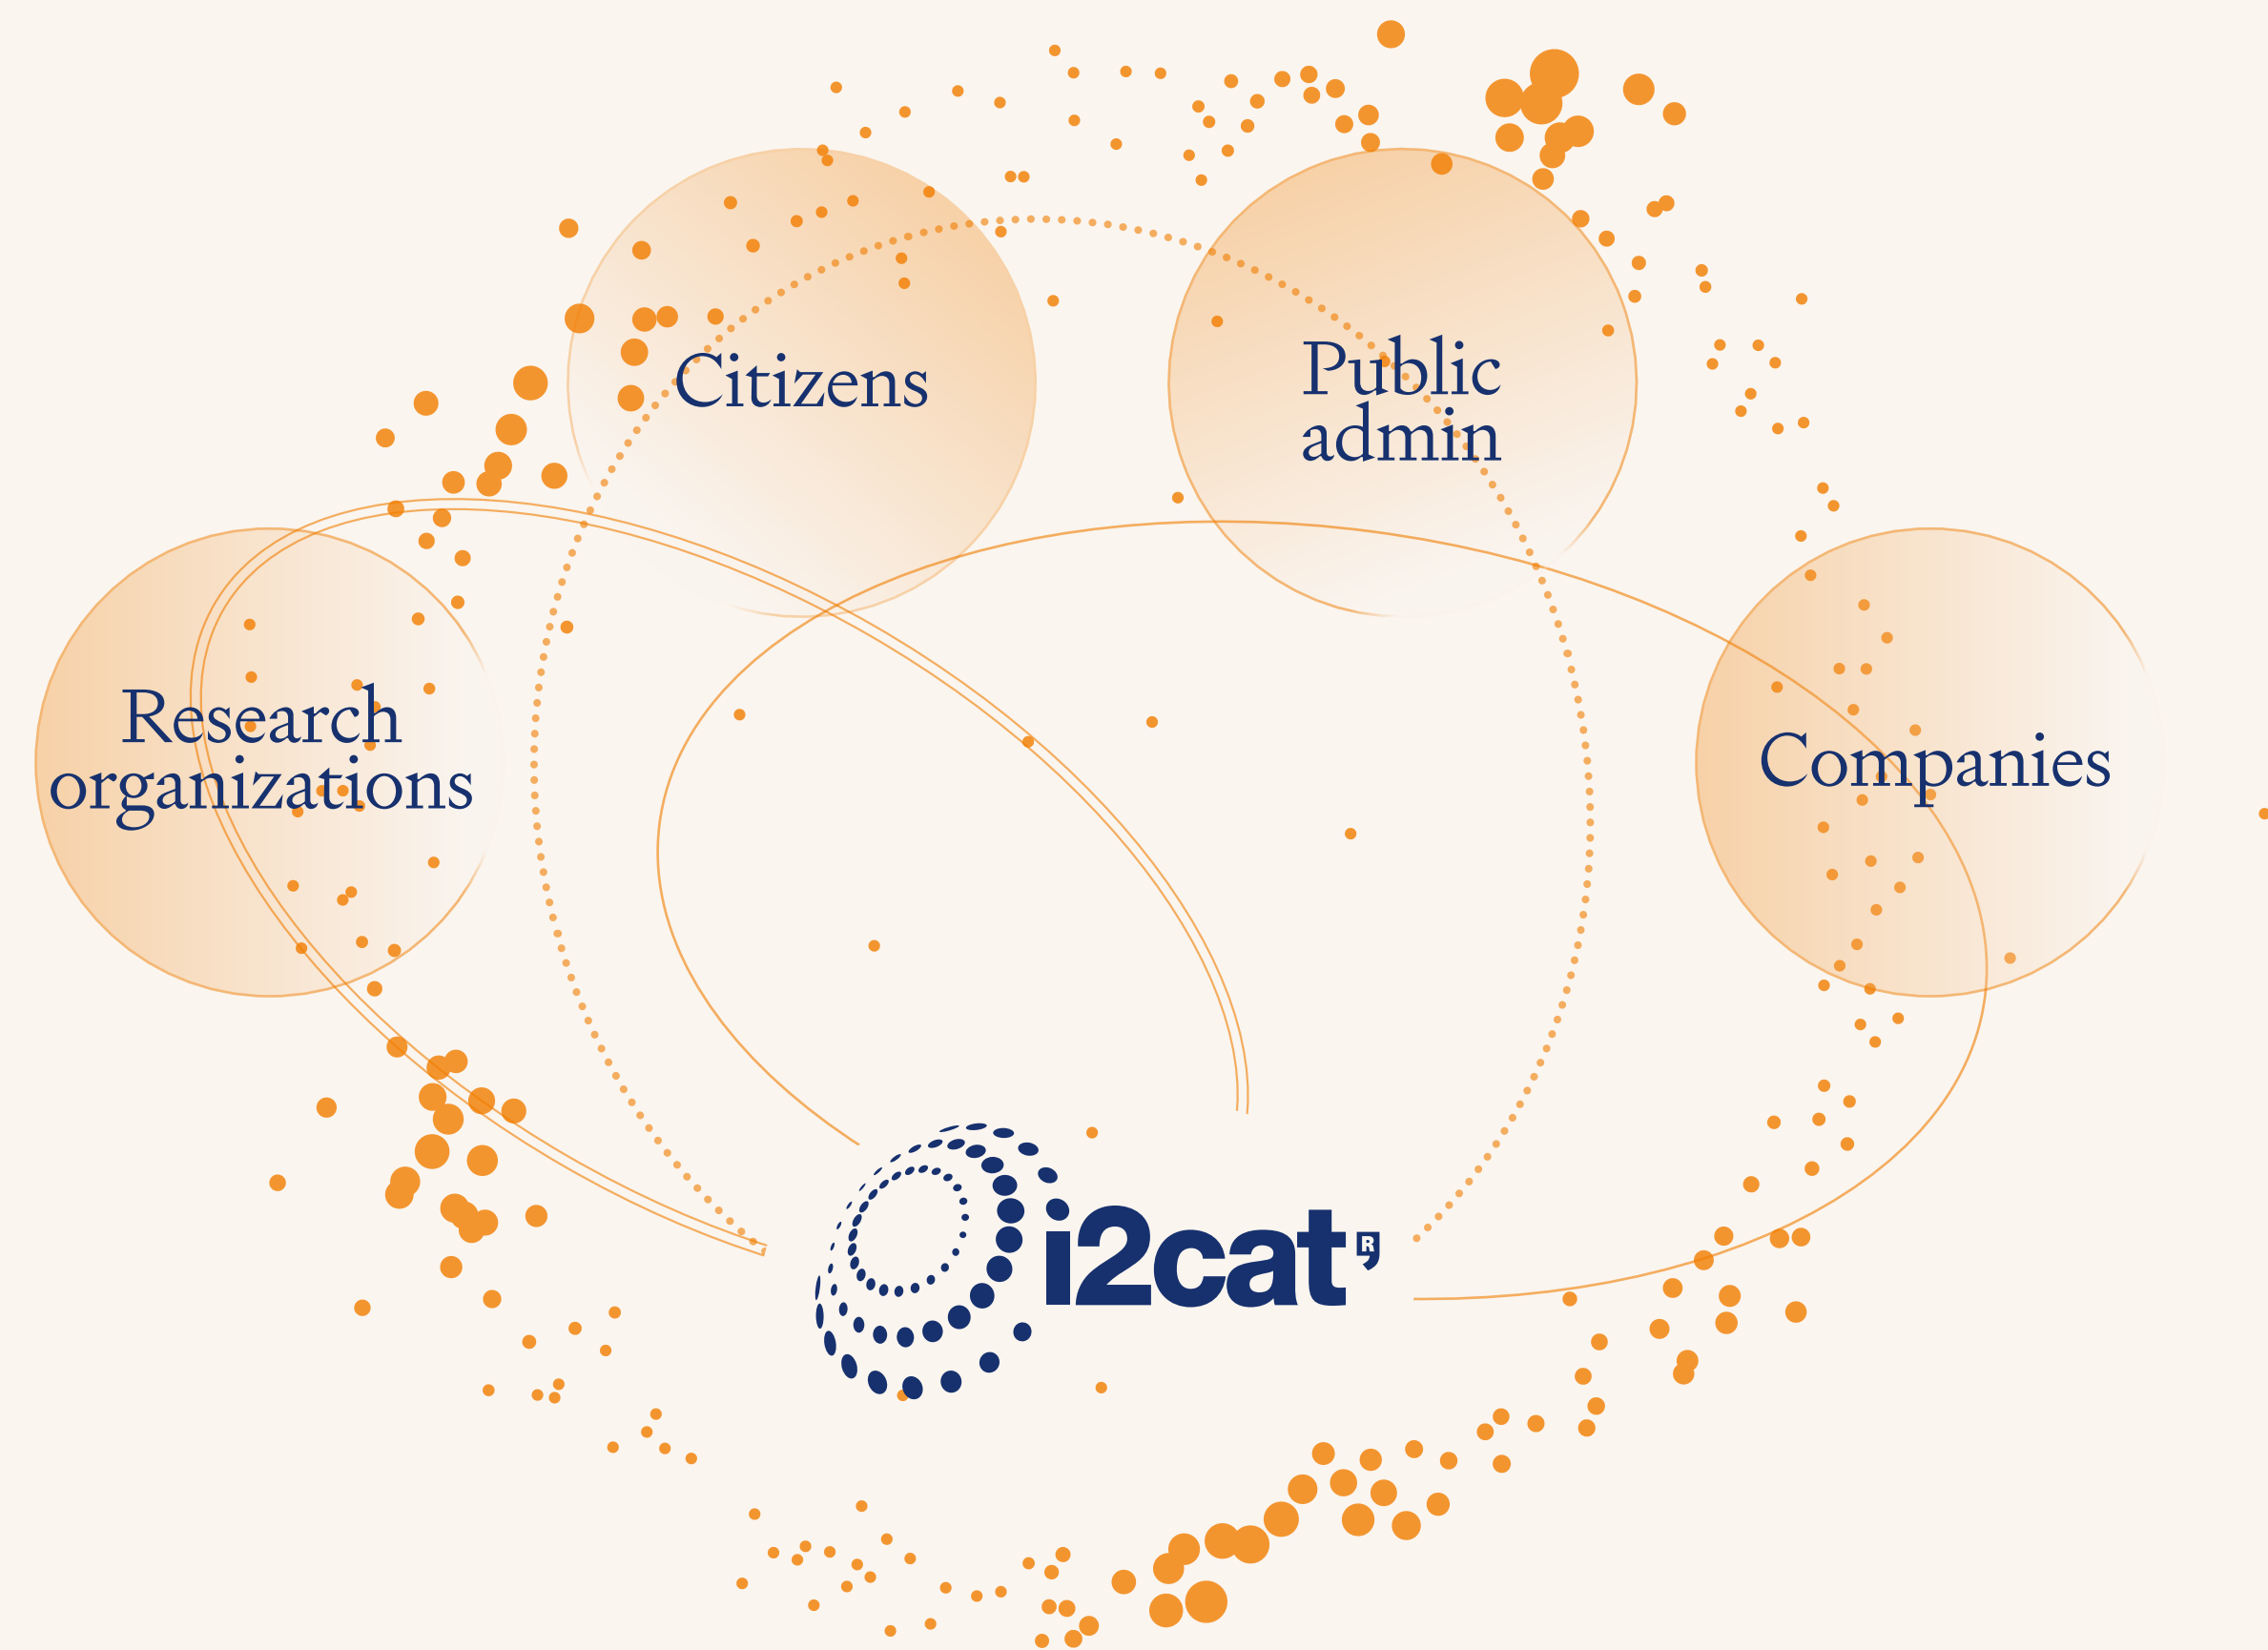 Citizens
Public
admin
Research
organizations
Companies
i2cat
R